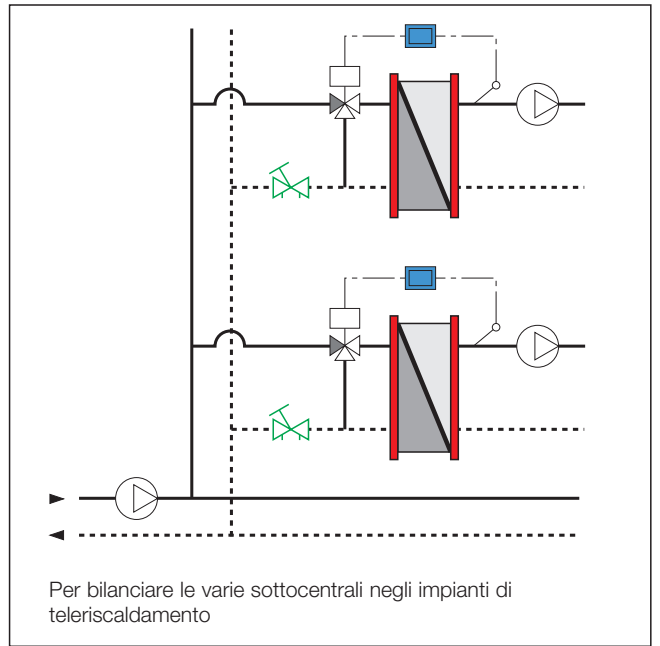 Per bilanciare le varie sottocentrali negli impianti di
teleriscaldamento